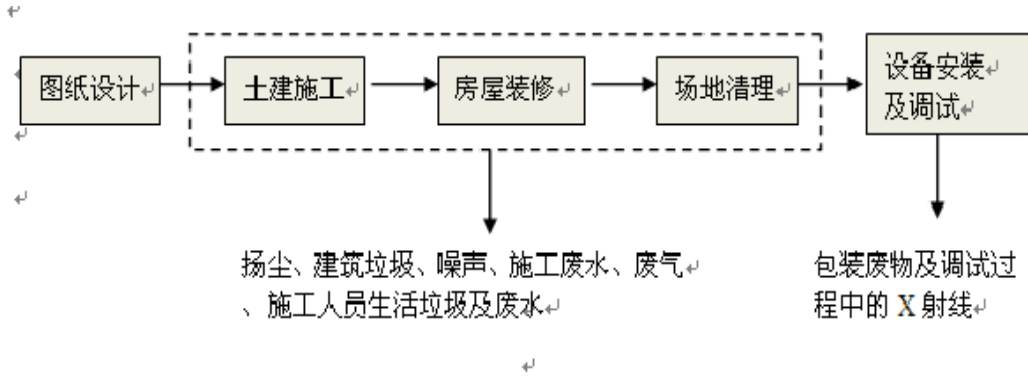 图纸设计
土建施工
房屋装修
场地清理
设备安装
及调试
扬尘、建筑垃圾、噪声、施工废水、废气
、施工人员生活垃圾及废水
包装废物及调试过
程中的 X 射线